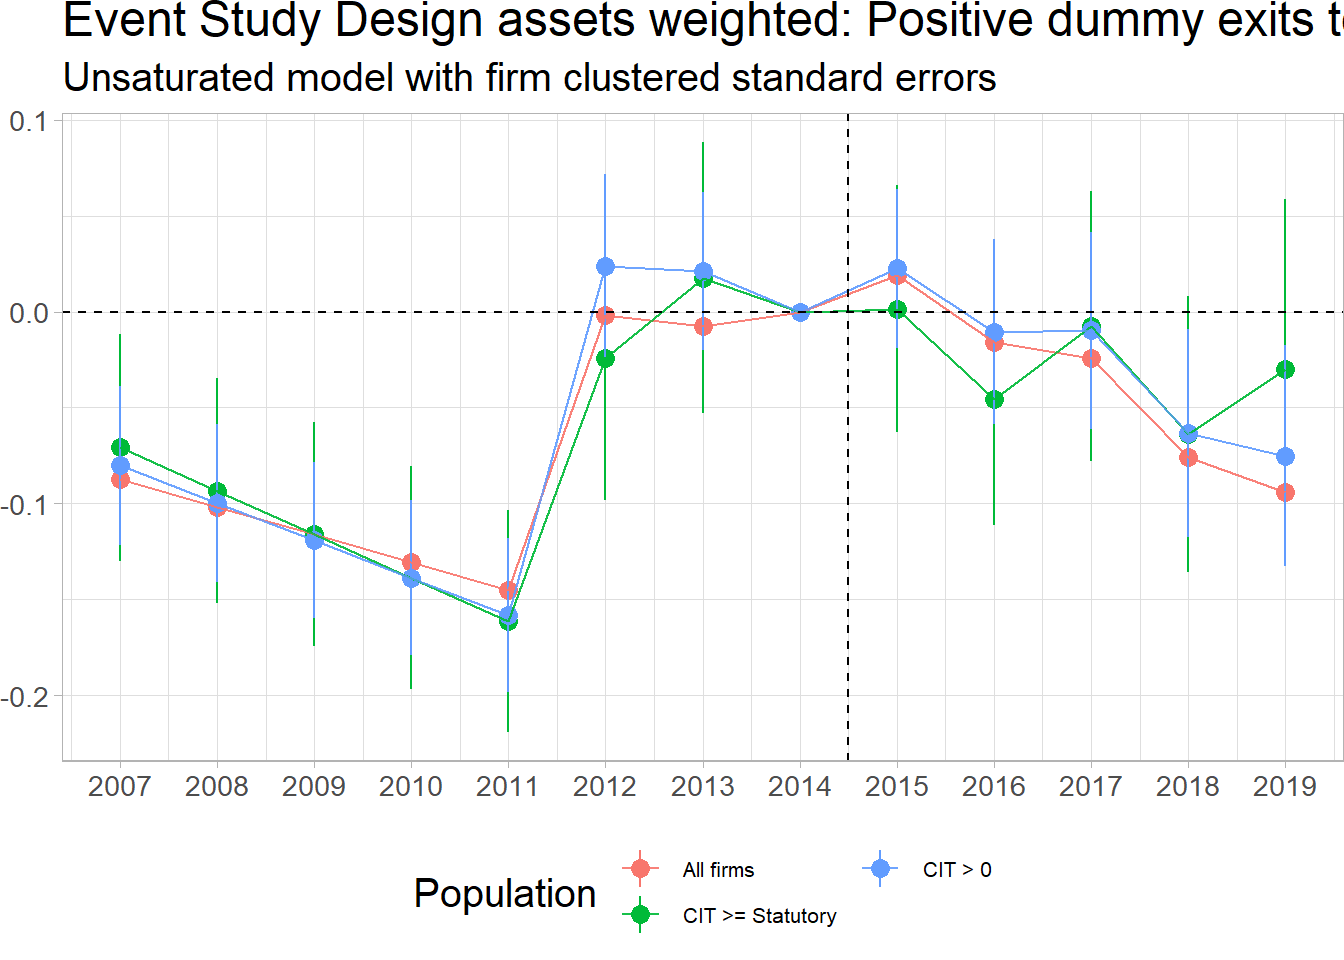 Event Study Design assets weighted: Positive dummy exits
Unsaturated model with firm clustered standard errors
0.1
0.0
-0.1
-0.2
2007 2008 2009 2010 2011 2012 2013 2014 2015 2016 2017 2018 2019
Population
All firms
CIT > 0
CIT >= Statutory